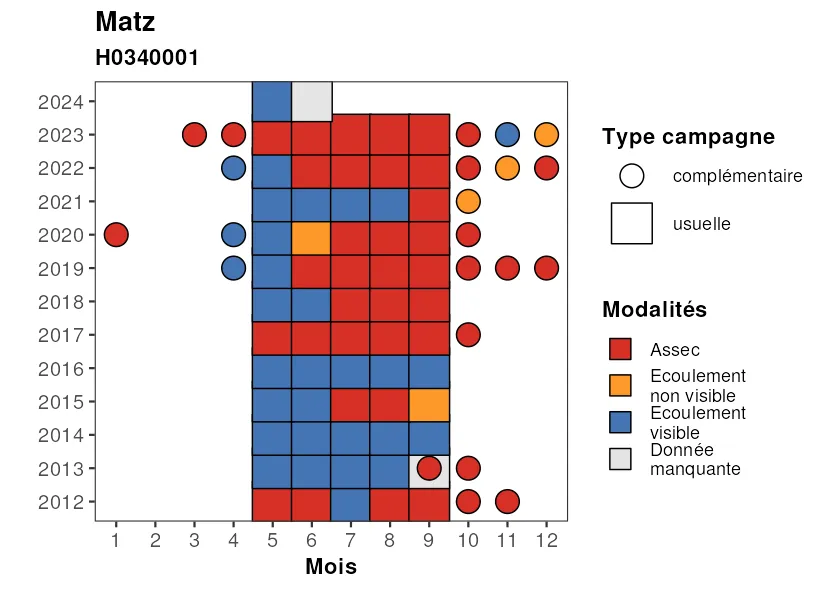 Matz
H0340001
2024
2023
2022
2021
2020
2019
2018
2017
2016
2015
2014
2013
2012
1 2 3 4 5 6 7 8 9 10 11 12
Mois
Type campagne
complémentaire
usuelle
Modalités
Assec
Ecoulement
non visible
Ecoulement
visible
Donnée
manquante